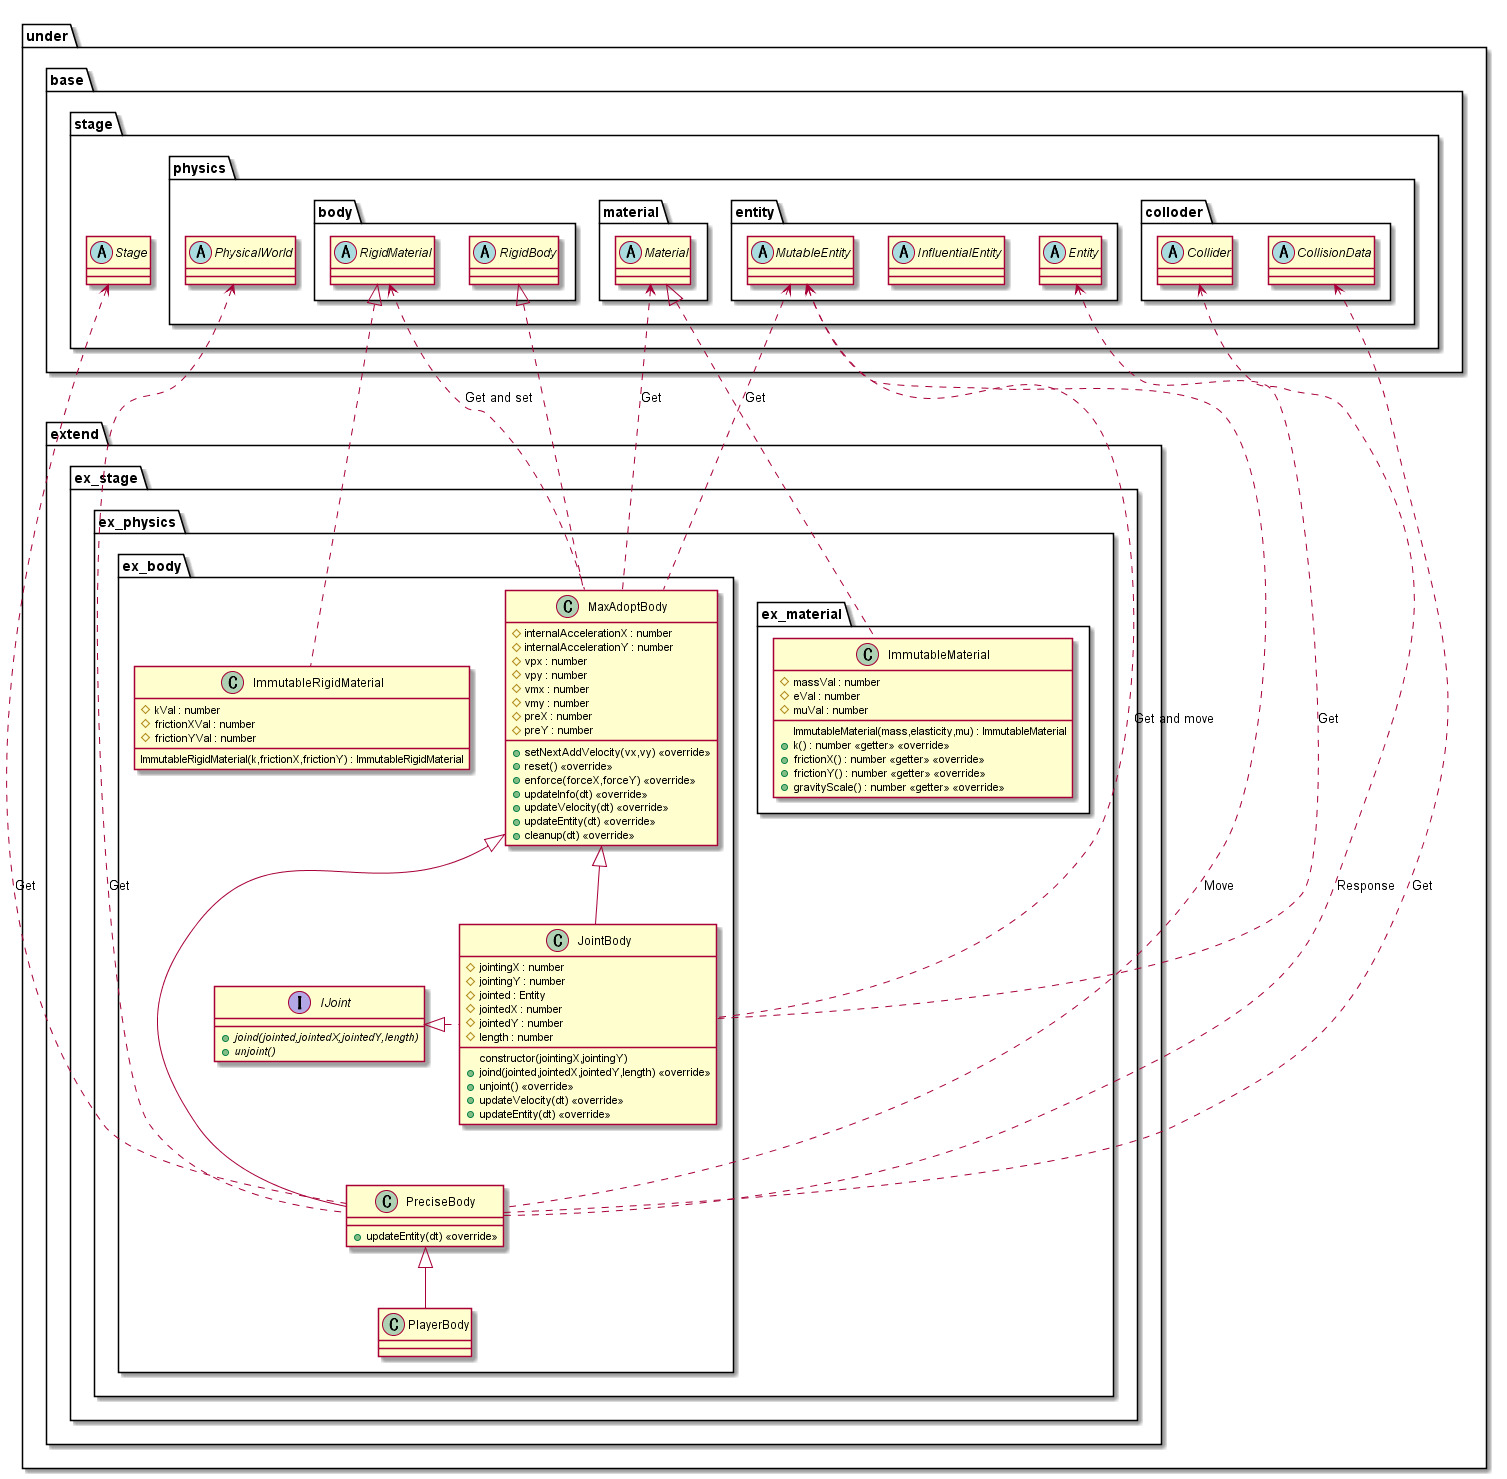 under
base
stage
physics
body
material
entity
colloder
A Stage
A PhysicalWorld
A RigidMaterial
A RigidBody
A Material
A MutableEntity
A InfluentialEntity
A Entity
A Collider
A CollisionData
Get and set
Get
Get
extend
ex_stage
ex_physics
ex_body
C MaxAdoptBody
internalAccelerationX : number
internalAccelerationY : number
vpx : number
vpy : number
vmx : number
vmy : number
preX : number
preY : number
setNextAddVelocity(vx,vy) «override»
reset() «override»
enforce(forceX,forceY) «override»
updateInfo(dt) «override»
updateVelocity(dt) «override»
updateEntity(dt) «override»
cleanup(dt) «override»
ex_material
C ImmutableMaterial
massVal : number
eVal : number
muVal : number
ImmutableMaterial(mass,elasticity,mu) : ImmutableMaterial
k() : number «getter» «override»
frictionX() : number «getter» «override»
frictionY() : number «getter» «override»
gravityScale() : number «getter» «override»
C ImmutableRigidMaterial
kVal : number
frictionXVal : number
frictionYVal : number
ImmutableRigidMaterial(k,frictionX,frictionY) : ImmutableRigidMaterial
Get and move
Get
Get
Get
Move
Response
Get
C JointBody
jointingX : number
jointingY : number
jointed : Entity
jointedX : number
jointedY : number
length : number
constructor(jointingX,jointingY)
joind(jointed,jointedX,jointedY,length) «override»
unjoint() «override»
updateVelocity(dt) «override»
updateEntity(dt) «override»
I IJoint
joind(jointed,jointedX,jointedY,length)
unjoint()
C PreciseBody
updateEntity(dt) «override»
C PlayerBody